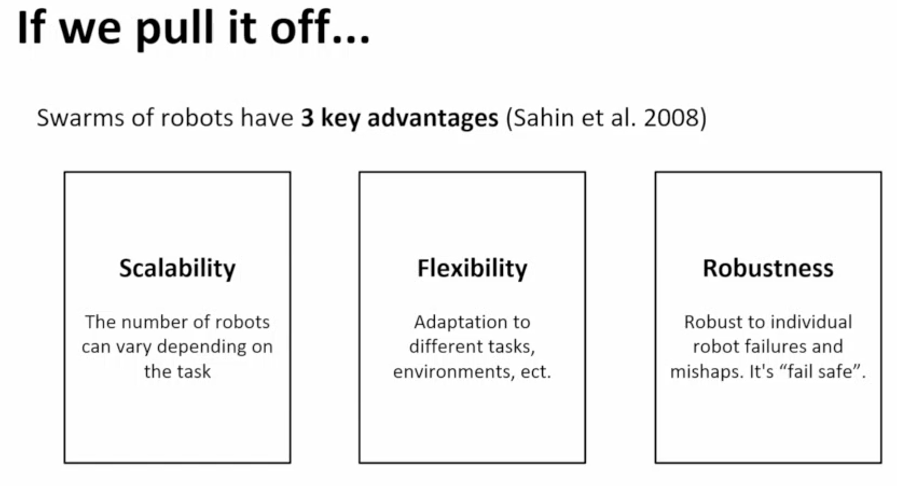 If we pull it off...
Swarms of robots have 3 key advantages (Sahin et al. 2008)
Scalability
The number of robots
can vary depending on
the task
Flexibility
Adaptation to
different tasks,
environments, ect.
Robustness
Robust to individual
robot failures and
mishaps. It's “fail safe”.